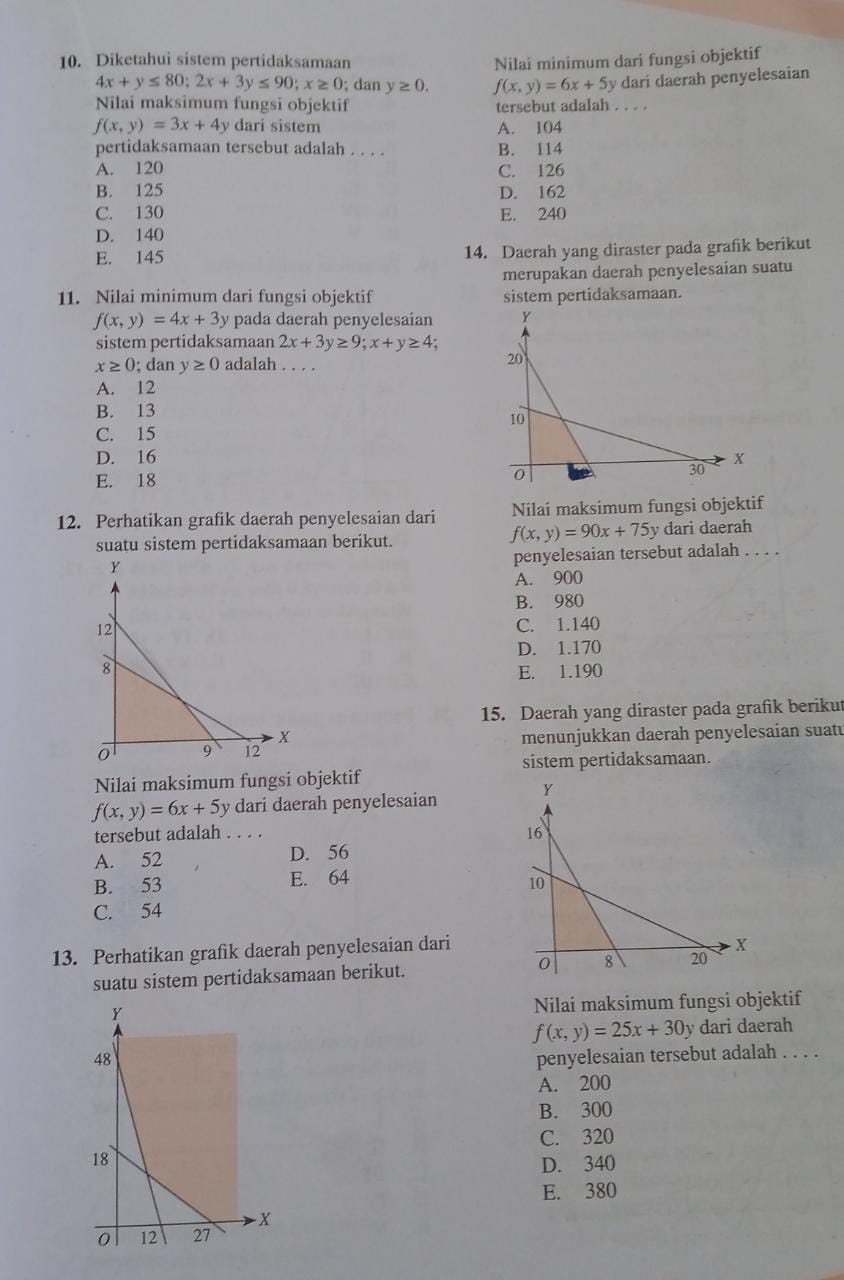 10. Diketahui sistem pertidaksamaan
4x + y ≤ 80; 2x + 3y ≤ 90; x ≥ 0; dan y ≥ 0.
Nilai maksimum fungsi objektif
f(x, y) = 3x + 4y dari sistem
pertidaksamaan tersebut adalah . . . .
A. 120
B. 125
C. 130
D. 140
E. 145
11. Nilai minimum dari fungsi objektif
f(x, y) = 4x + 3y pada daerah penyelesaian
sistem pertidaksamaan 2x + 3y ≥ 9; x + y ≥ 4;
x ≥ 0; dan y ≥ 0 adalah . . . .
A. 12
B. 13
C. 15
D. 16
E. 18
12. Perhatikan grafik daerah penyelesaian dari
suatu sistem pertidaksamaan berikut.
Y
12
8
O 9 12 X
Nilai maksimum fungsi objektif
f(x, y) = 6x + 5y dari daerah penyelesaian
tersebut adalah . . . .
A. 52 D. 56
B. 53 E. 64
C. 54
13. Perhatikan grafik daerah penyelesaian dari
suatu sistem pertidaksamaan berikut.
Y
48
18
O 12 27 X
Nilai minimum dari fungsi objektif
f(x, y) = 6x + 5y dari daerah penyelesaian
tersebut adalah . . . .
A. 104
B. 114
C. 126
D. 162
E. 240
14. Daerah yang diraster pada grafik berikut
merupakan daerah penyelesaian suatu
sistem pertidaksamaan.
Y
20
10
O 30 X
Nilai maksimum fungsi objektif
f(x, y) = 90x + 75y dari daerah
penyelesaian tersebut adalah . . . .
A. 900
B. 980
C. 1.140
D. 1.170
E. 1.190
15. Daerah yang diraster pada grafik berikut
menunjukkan daerah penyelesaian suatu
sistem pertidaksamaan.
Y
16
10
O 8 20 X
Nilai maksimum fungsi objektif
f(x, y) = 25x + 30y dari daerah
penyelesaian tersebut adalah . . . .
A. 200
B. 300
C. 320
D. 340
E. 380